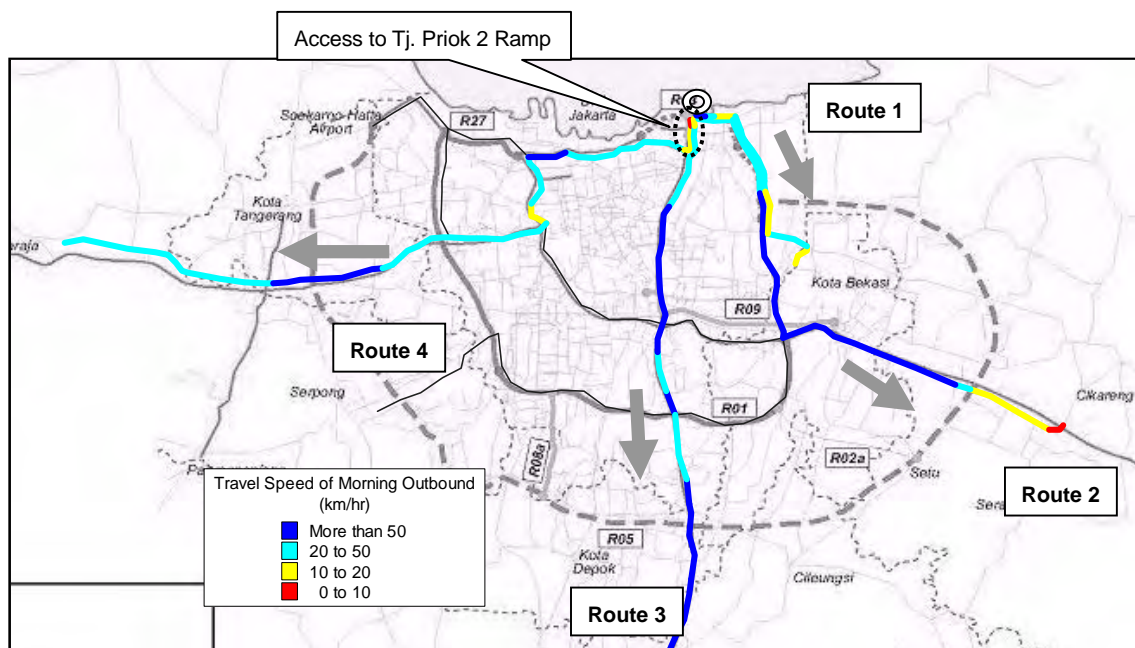 Access to Tj. Priok 2 Ramp
Route 1
Soekarno-Hatta
Airport
R27
Jakarta
Kota
Tangerang
Kota Bekasi
R09
Route 4
Serpong
R01
Cikarang
R08a
R02a
Setu
Route 2
Travel Speed of Morning Outbound
(km/hr)
More than 50
20 to 50
10 to 20
0 to 10
R05
Kota
Depok
Cileungsi
Route 3